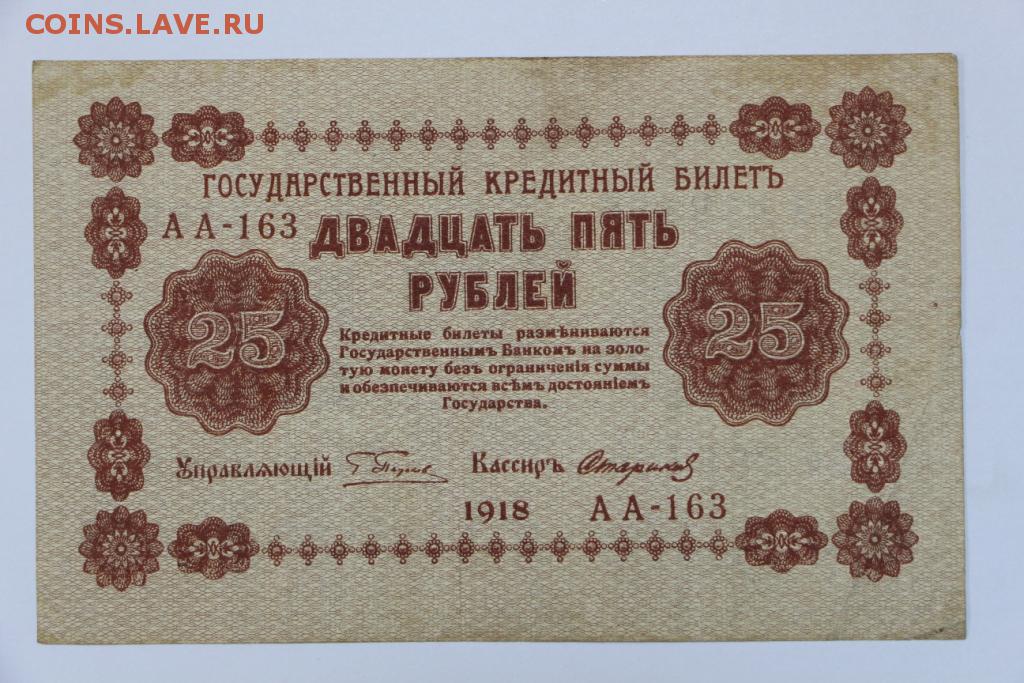 COINS.LAVE.RU
ГОСУДАРСТВЕННЫЙ КРЕДИТНЫЙ БИЛЕТЪ
АА-163 ДВАДЦАТЬ ПЯТЬ
РУБЛЕЙ
25 25
Кредитные билеты размѣниваются
Государственнымъ Банкомъ на золо-
тую монету безъ ограниченія суммы
и обезпечиваются всѣмъ достояніемъ
Государства.
Управляющій Кассиръ Стариков
1918 АА-163